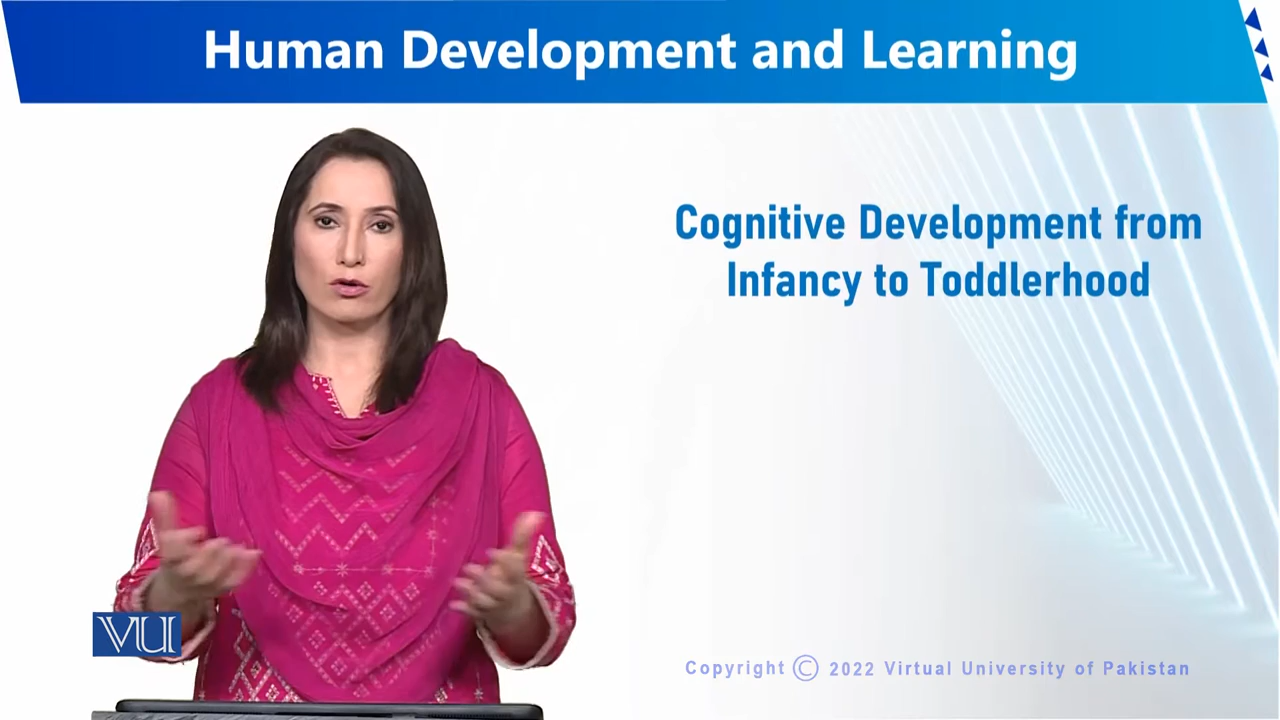 Human Development and Learning
Cognitive Development from
Infancy to Toddlerhood
VU
Copyright © 2022 Virtual University of Pakistan